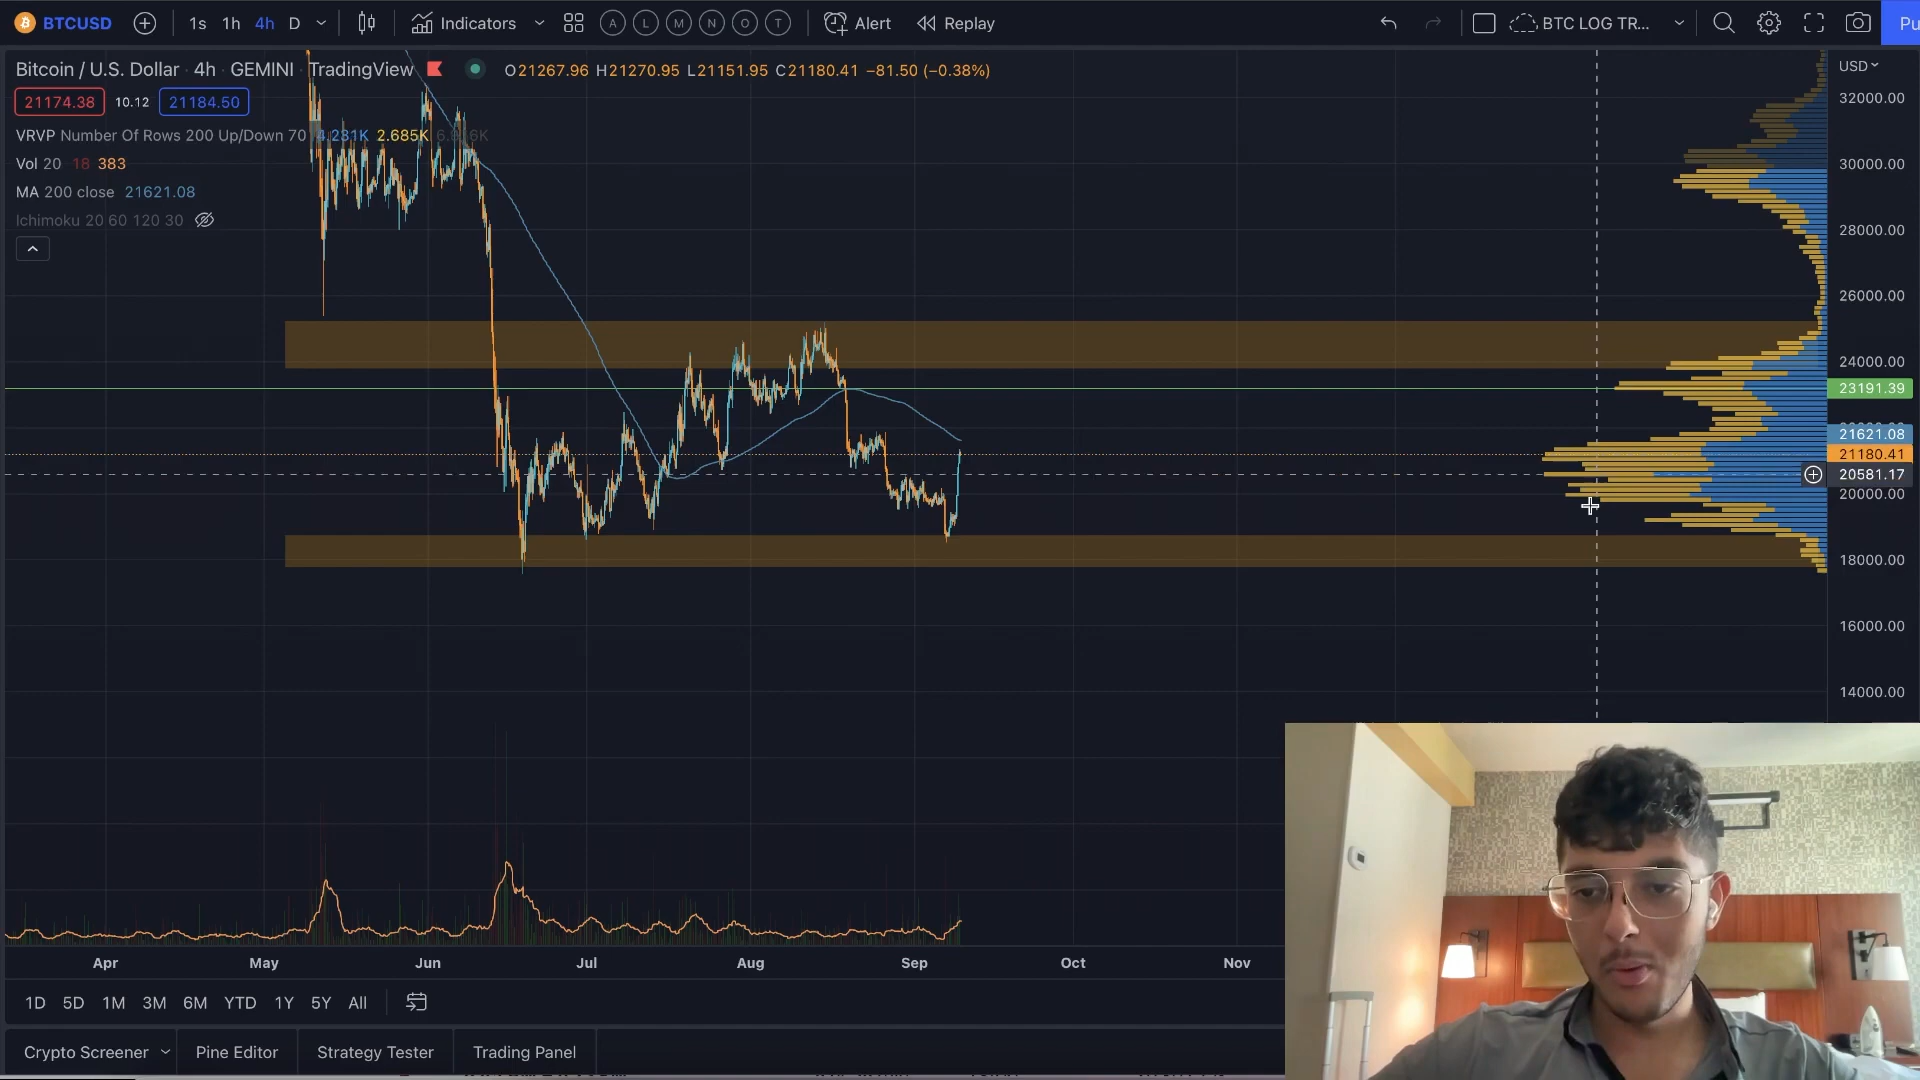 BTCUSD 1s 1h 4h D Indicators A L M N O T Alert Replay BTC LOG TR... Pu
Bitcoin / U.S. Dollar · 4h · GEMINI · TradingView O21267.96 H21270.95 L21151.95 C21180.41 −81.50 (−0.38%)
USD
21174.38 10.12 21184.50
32000.00
VRVP Number Of Rows 200 Up/Down 70 4.231K 2.685K
Vol 20 18 383
30000.00
MA 200 close 21621.08
Ichimoku 20 60 120 30
28000.00
26000.00
24000.00
23191.39
21621.08
21180.41
20581.17
20000.00
18000.00
16000.00
14000.00
Apr May Jun Jul Aug Sep Oct Nov
1D 5D 1M 3M 6M YTD 1Y 5Y All
Crypto Screener Pine Editor Strategy Tester Trading Panel